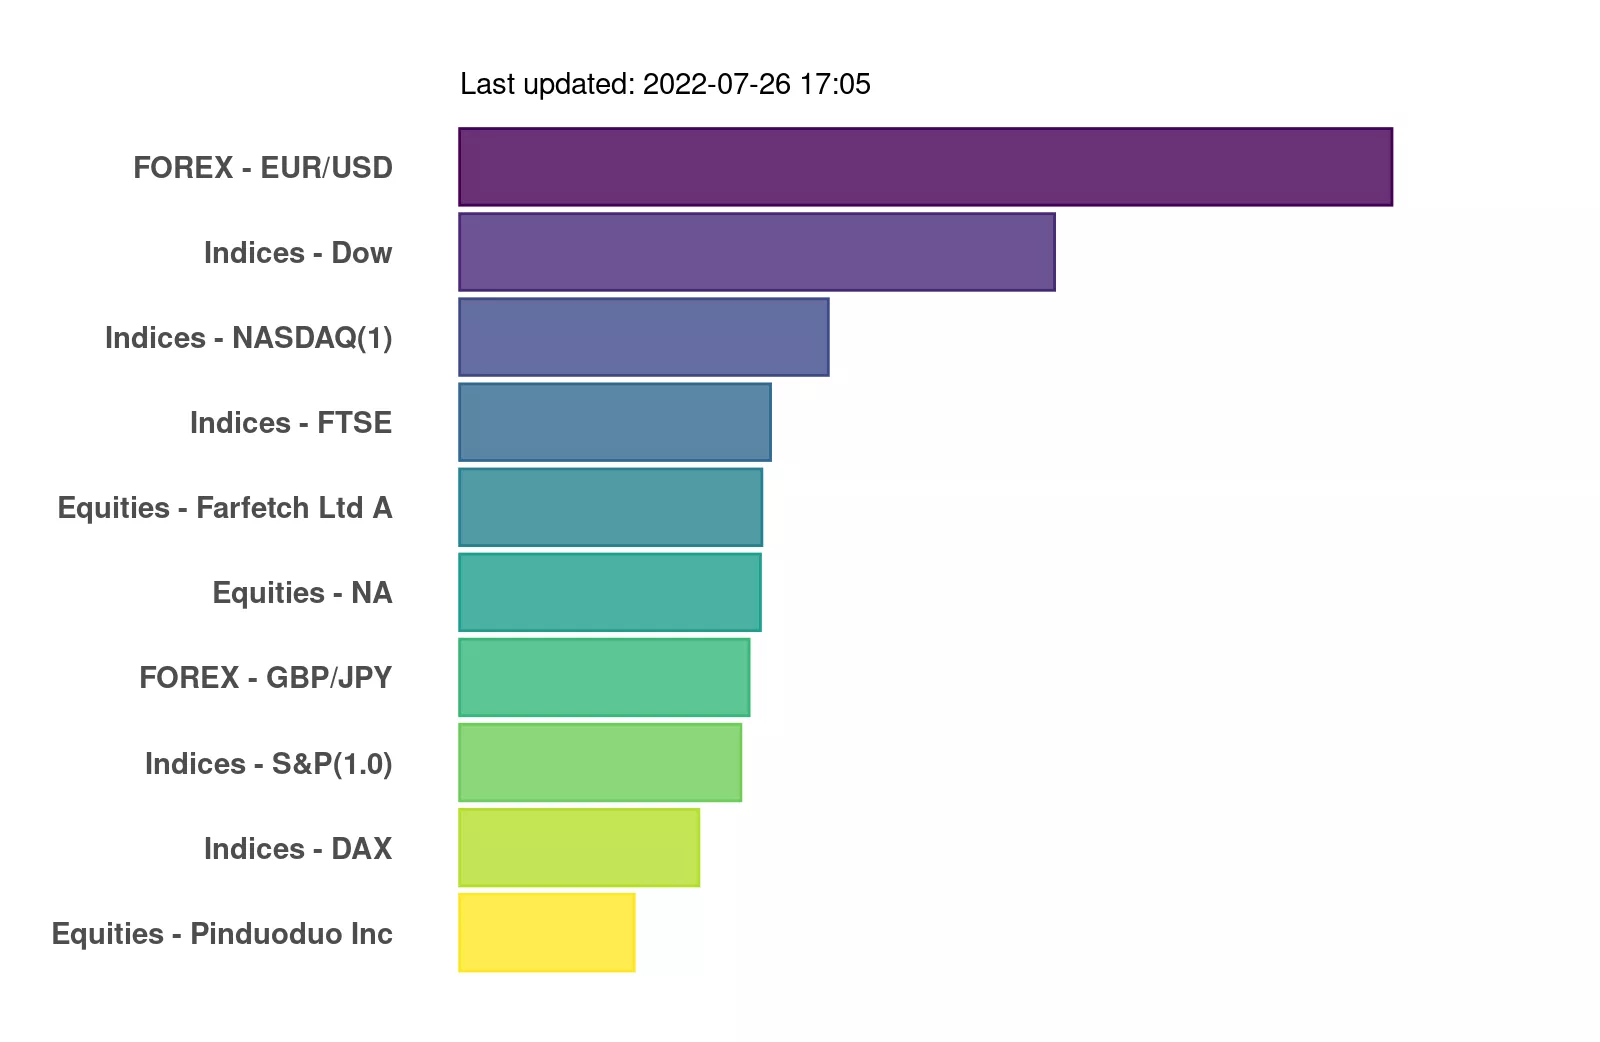 Last updated: 2022-07-26 17:05
FOREX - EUR/USD
Indices - Dow
Indices - NASDAQ(1)
Indices - FTSE
Equities - Farfetch Ltd A
Equities - NA
FOREX - GBP/JPY
Indices - S&P(1.0)
Indices - DAX
Equities - Pinduoduo Inc